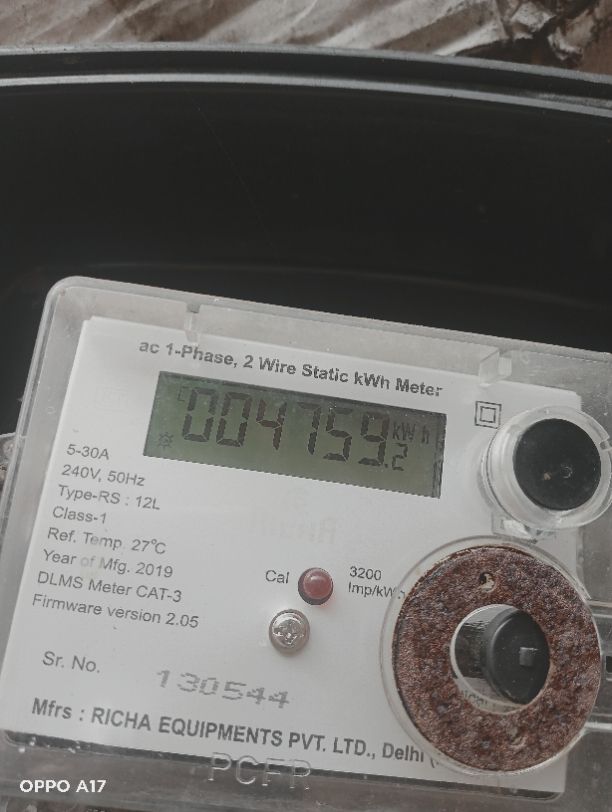 ac 1-Phase, 2 Wire Static kWh Meter
004759.2 kWh
5-30A
240V, 50Hz
Type-RS : 12L
Class-1
Ref. Temp. 27°C
Year of Mfg. 2019
DLMS Meter CAT-3
Firmware version 2.05
Cal
3200
Imp/kWh
Sr. No.
130544
Mfrs : RICHA EQUIPMENTS PVT. LTD., Delhi
OPPO A17